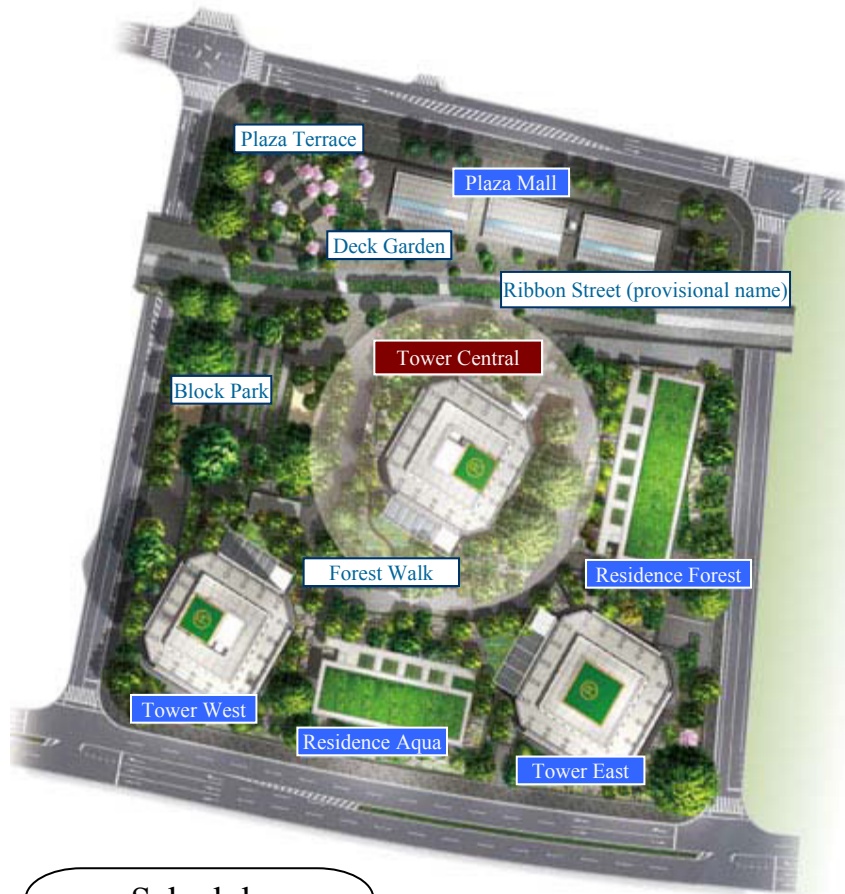 Plaza Terrace
Plaza Mall
Deck Garden
Ribbon Street (provisional name)
Tower Central
Block Park
Forest Walk
Residence Forest
Tower West
Residence Aqua
Tower East